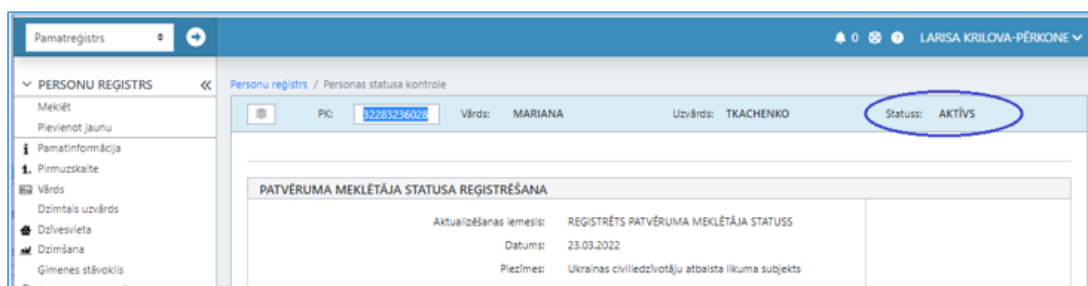 Pamatreģistrs 0 LARISA KRILOVA-PĒRKONE
PERSONU REĢISTRS «
Personu reģistrs / Personas statusa kontrole
Meklēt
Pievienot jaunu
PK: 32283236028 Vārds: MARIANA Uzvārds: TKACHENKO Statuss: AKTĪVS
Pamatinformācija
1. Pirmuzskaite
Vārds
Dzimtais uzvārds
Dzīvesvieta
Dzimšana
Ģimenes stāvoklis
PATVĒRUMA MEKLĒTĀJA STATUSA REĢISTRĒŠANA
Aktualizēšanas iemesls: REĢISTRĒTS PATVĒRUMA MEKLĒTĀJA STATUSS
Datums: 23.03.2022
Piezīmes: Ukrainas civiliedzīvotāju atbalsta likuma subjekts